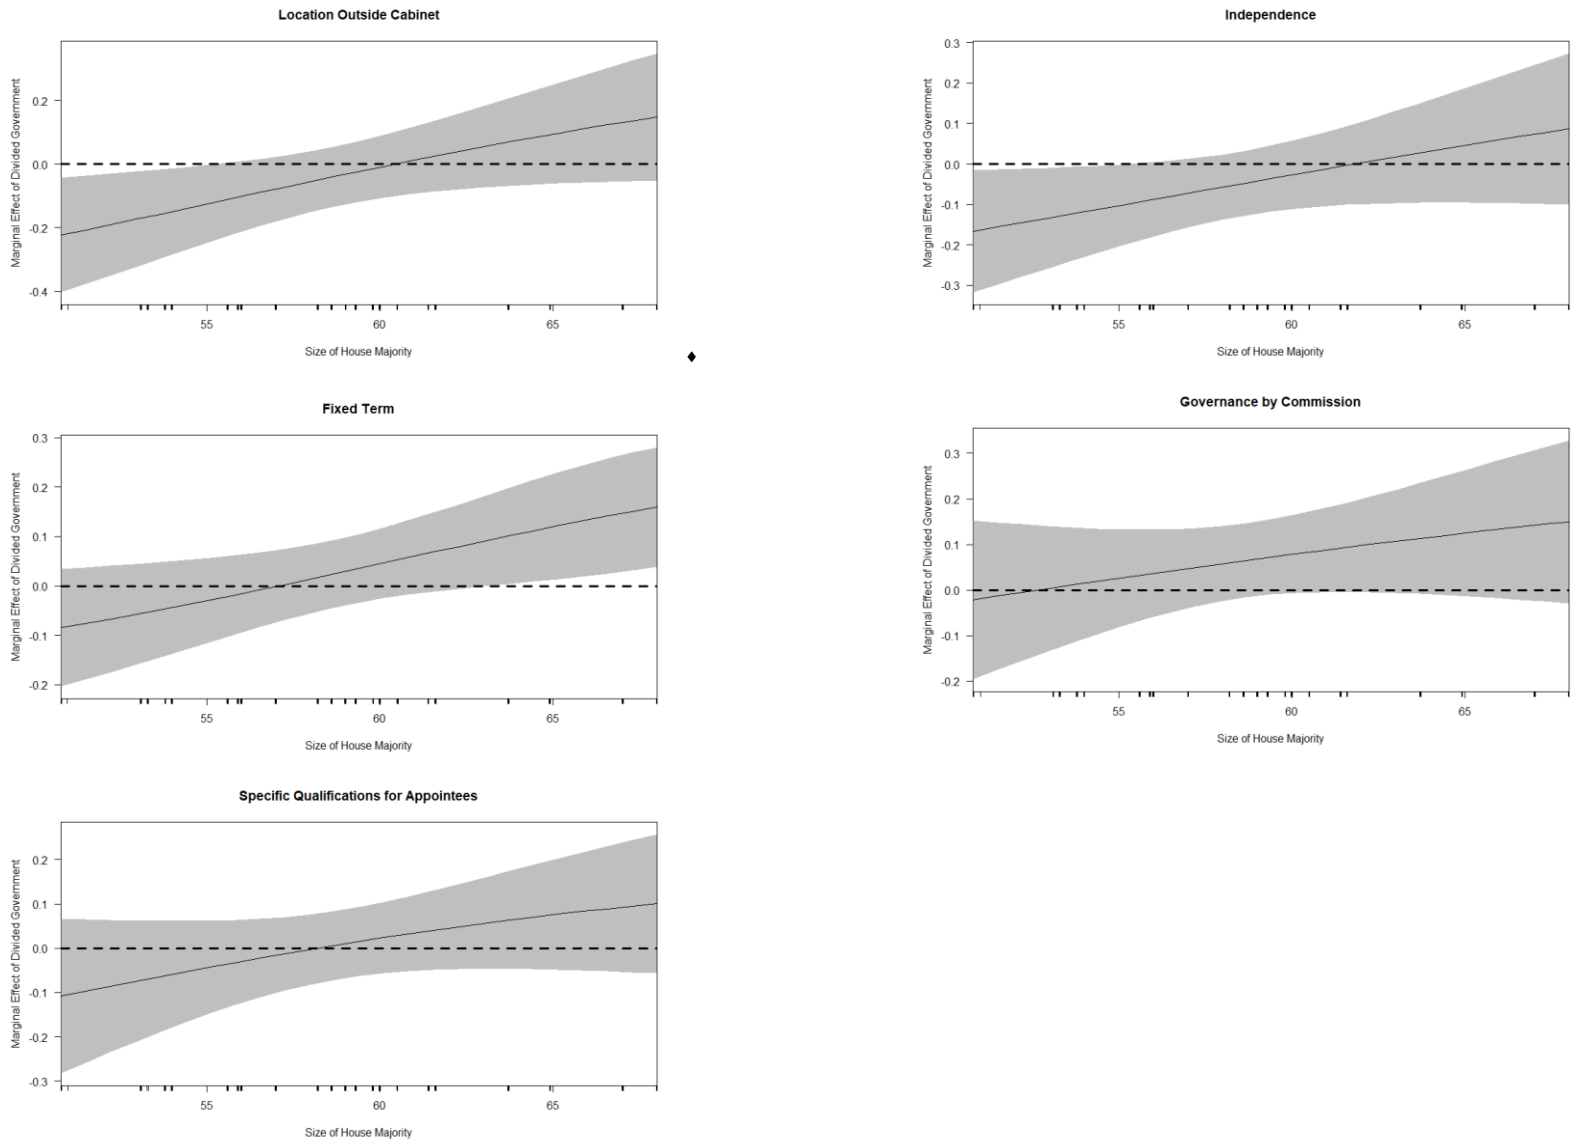 Location Outside Cabinet
Marginal Effect of Divided Government
0.2
0.0
-0.2
-0.4
55 60 65
Size of House Majority
Independence
Marginal Effect of Divided Government
0.3
0.2
0.1
0.0
-0.1
-0.2
-0.3
55 60 65
Size of House Majority
Fixed Term
Marginal Effect of Divided Government
0.3
0.2
0.1
0.0
-0.1
-0.2
55 60 65
Size of House Majority
Governance by Commission
Marginal Effect of Divided Government
0.3
0.2
0.1
0.0
-0.1
-0.2
55 60 65
Size of House Majority
Specific Qualifications for Appointees
Marginal Effect of Divided Government
0.2
0.1
0.0
-0.1
-0.2
-0.3
55 60 65
Size of House Majority